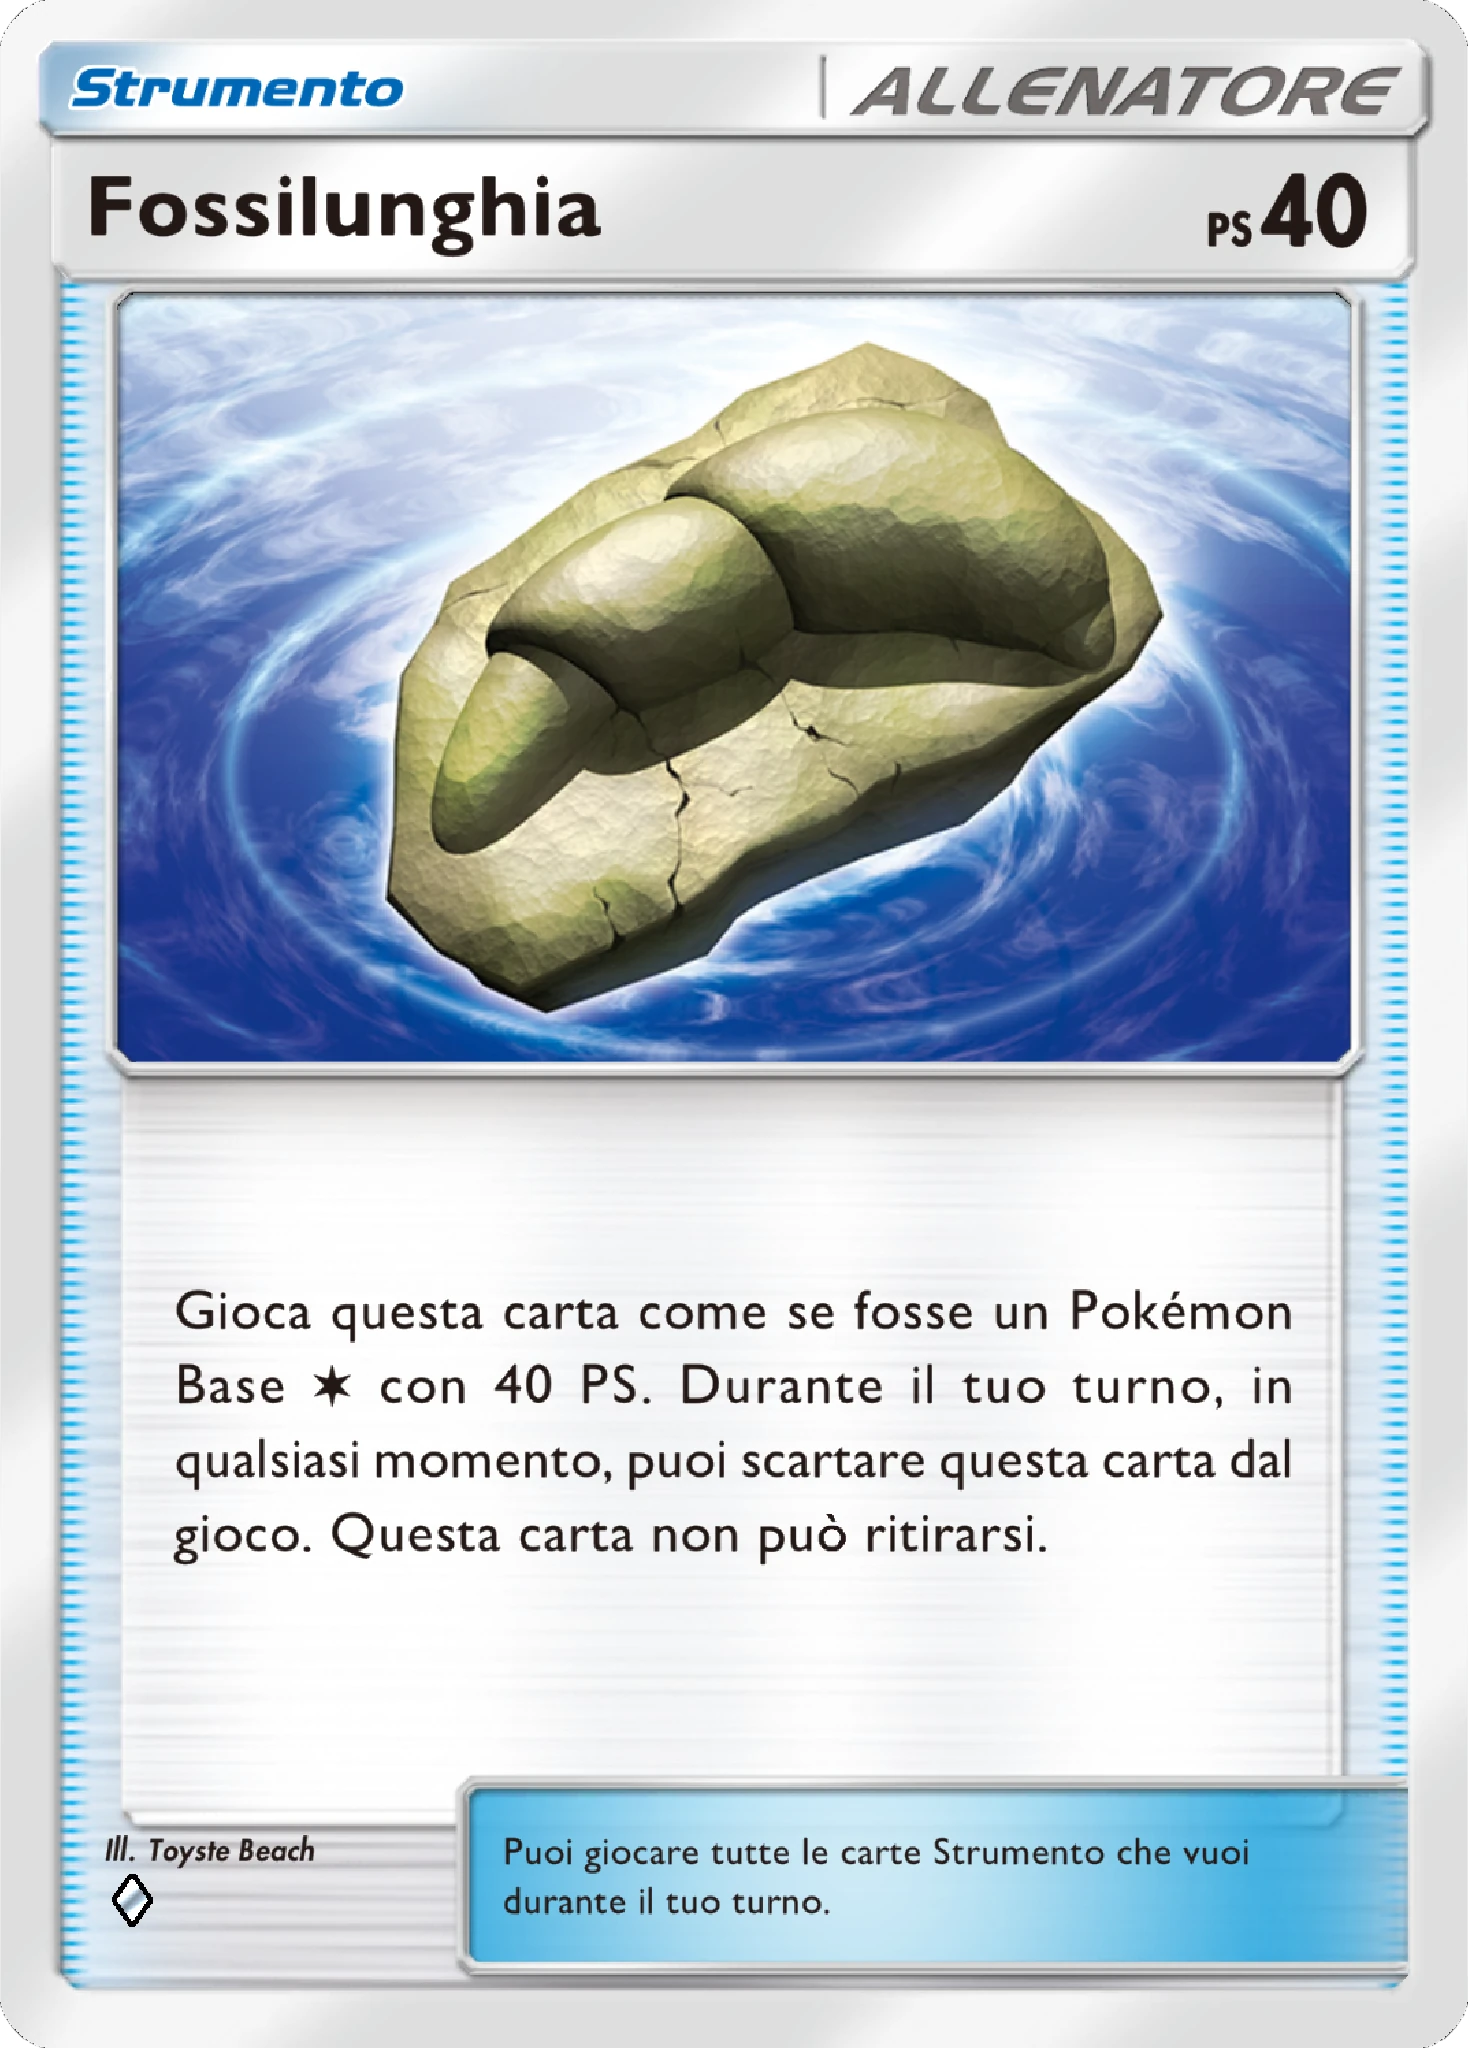 Strumento
ALLENATORE
Fossilunghia
PS 40
Gioca questa carta come se fosse un Pokémon
Base ✶ con 40 PS. Durante il tuo turno, in
qualsiasi momento, puoi scartare questa carta dal
gioco. Questa carta non può ritirarsi.
Ill. Toyste Beach
Puoi giocare tutte le carte Strumento che vuoi
durante il tuo turno.